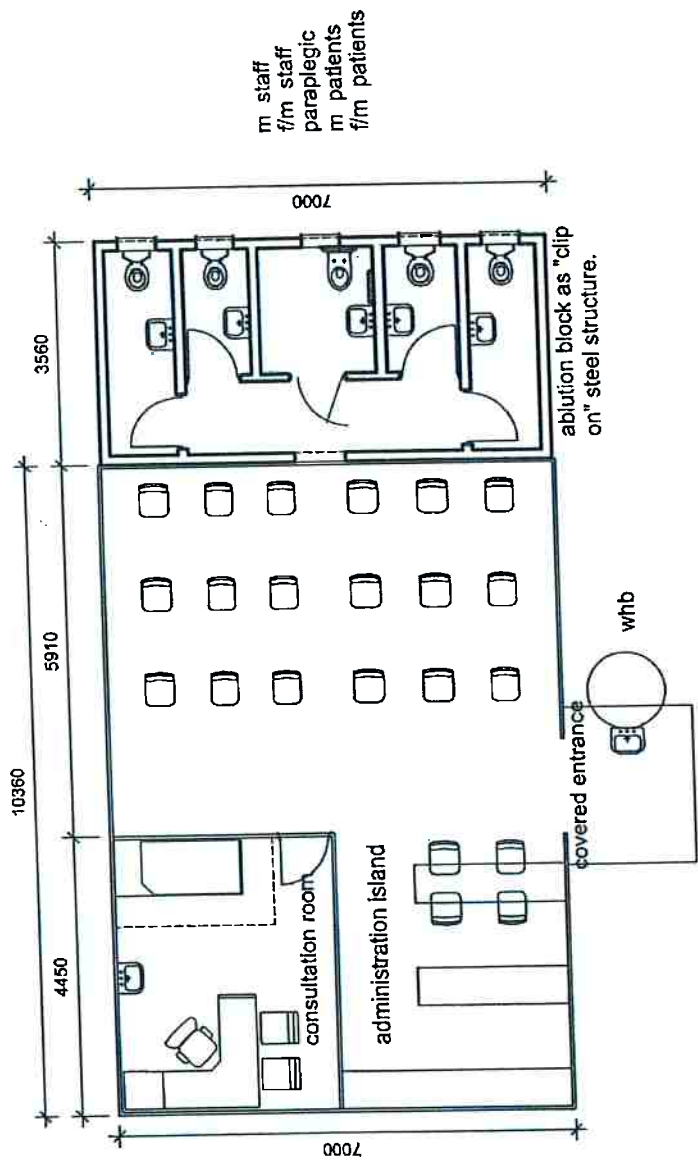 m staff
f/m staff
paraplegic
m patients
f/m patients
7000
3560
10360
5910
4450
7000
ablution block as "clip
on" steel structure.
whb
covered entrance
consultation room
administration island